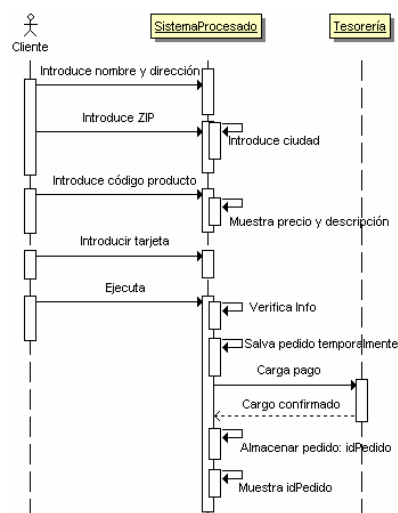 SistemaProcesado
Tesorería
Cliente
Introduce nombre y dirección
Introduce ZIP
Introduce ciudad
Introduce código producto
Muestra precio y descripción
Introducir tarjeta
Ejecuta
Verifica Info
Salva pedido temporalmente
Carga pago
Cargo confirmado
Almacenar pedido: idPedido
Muestra idPedido